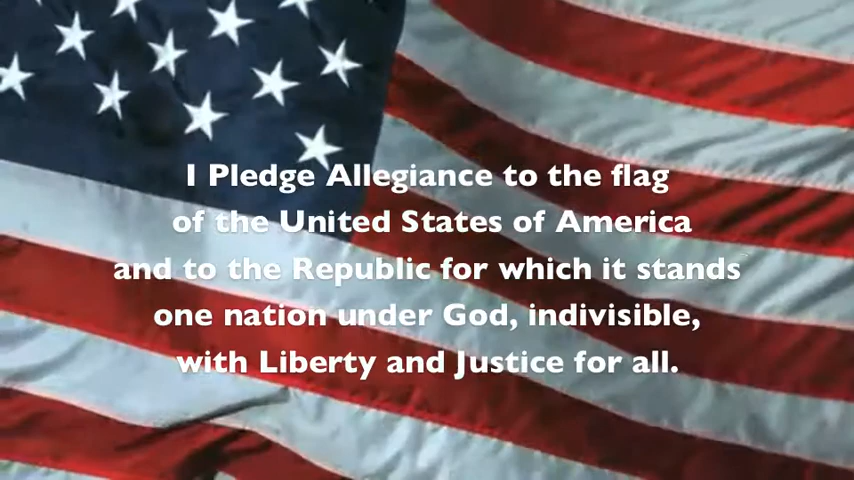 I Pledge Allegiance to the flag
of the United States of America
and to the Republic for which it stands
one nation under God, indivisible,
with Liberty and Justice for all.